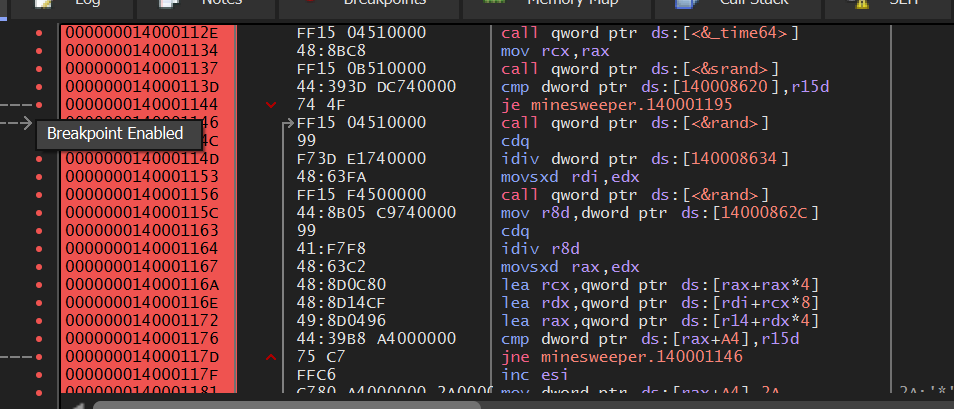 Log Notes Breakpoints Memory Map Call Stack SEH
000000014000112E FF15 04510000 call qword ptr ds:[<&_time64>]
0000000140001134 48:8BC8 mov rcx,rax
0000000140001137 FF15 0B510000 call qword ptr ds:[<&srand>]
000000014000113D 44:393D DC740000 cmp dword ptr ds:[140008620],r15d
0000000140001144 74 4F je minesweeper.140001195
FF15 04510000 call qword ptr ds:[<&rand>]
Breakpoint Enabled
99 cdq
000000014000114D F73D E1740000 idiv dword ptr ds:[140008634]
0000000140001153 48:63FA movsxd rdi,edx
0000000140001156 FF15 F4500000 call qword ptr ds:[<&rand>]
000000014000115C 44:8B05 C9740000 mov r8d,dword ptr ds:[14000862C]
0000000140001163 99 cdq
0000000140001164 41:F7F8 idiv r8d
0000000140001167 48:63C2 movsxd rax,edx
000000014000116A 48:8D0C80 lea rcx,qword ptr ds:[rax+rax*4]
000000014000116E 48:8D14CF lea rdx,qword ptr ds:[rdi+rcx*8]
0000000140001172 49:8D0496 lea rax,qword ptr ds:[r14+rdx*4]
0000000140001176 44:39B8 A4000000 cmp dword ptr ds:[rax+A4],r15d
000000014000117D 75 C7 jne minesweeper.140001146
000000014000117F FFC6 inc esi
0000000140001181 C780 A4000000 2A000 mov dword ptr ds:[rax+A4],2A 2A:'*'